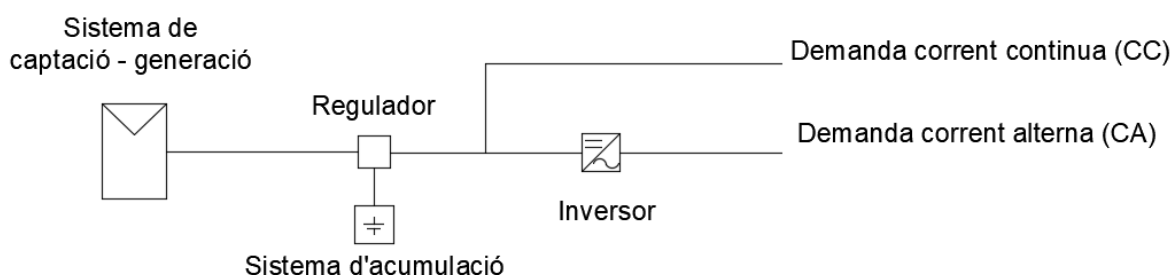 Sistema de
captació - generació
Regulador
Demanda corrent continua (CC)
Demanda corrent alterna (CA)
Inversor
Sistema d'acumulació